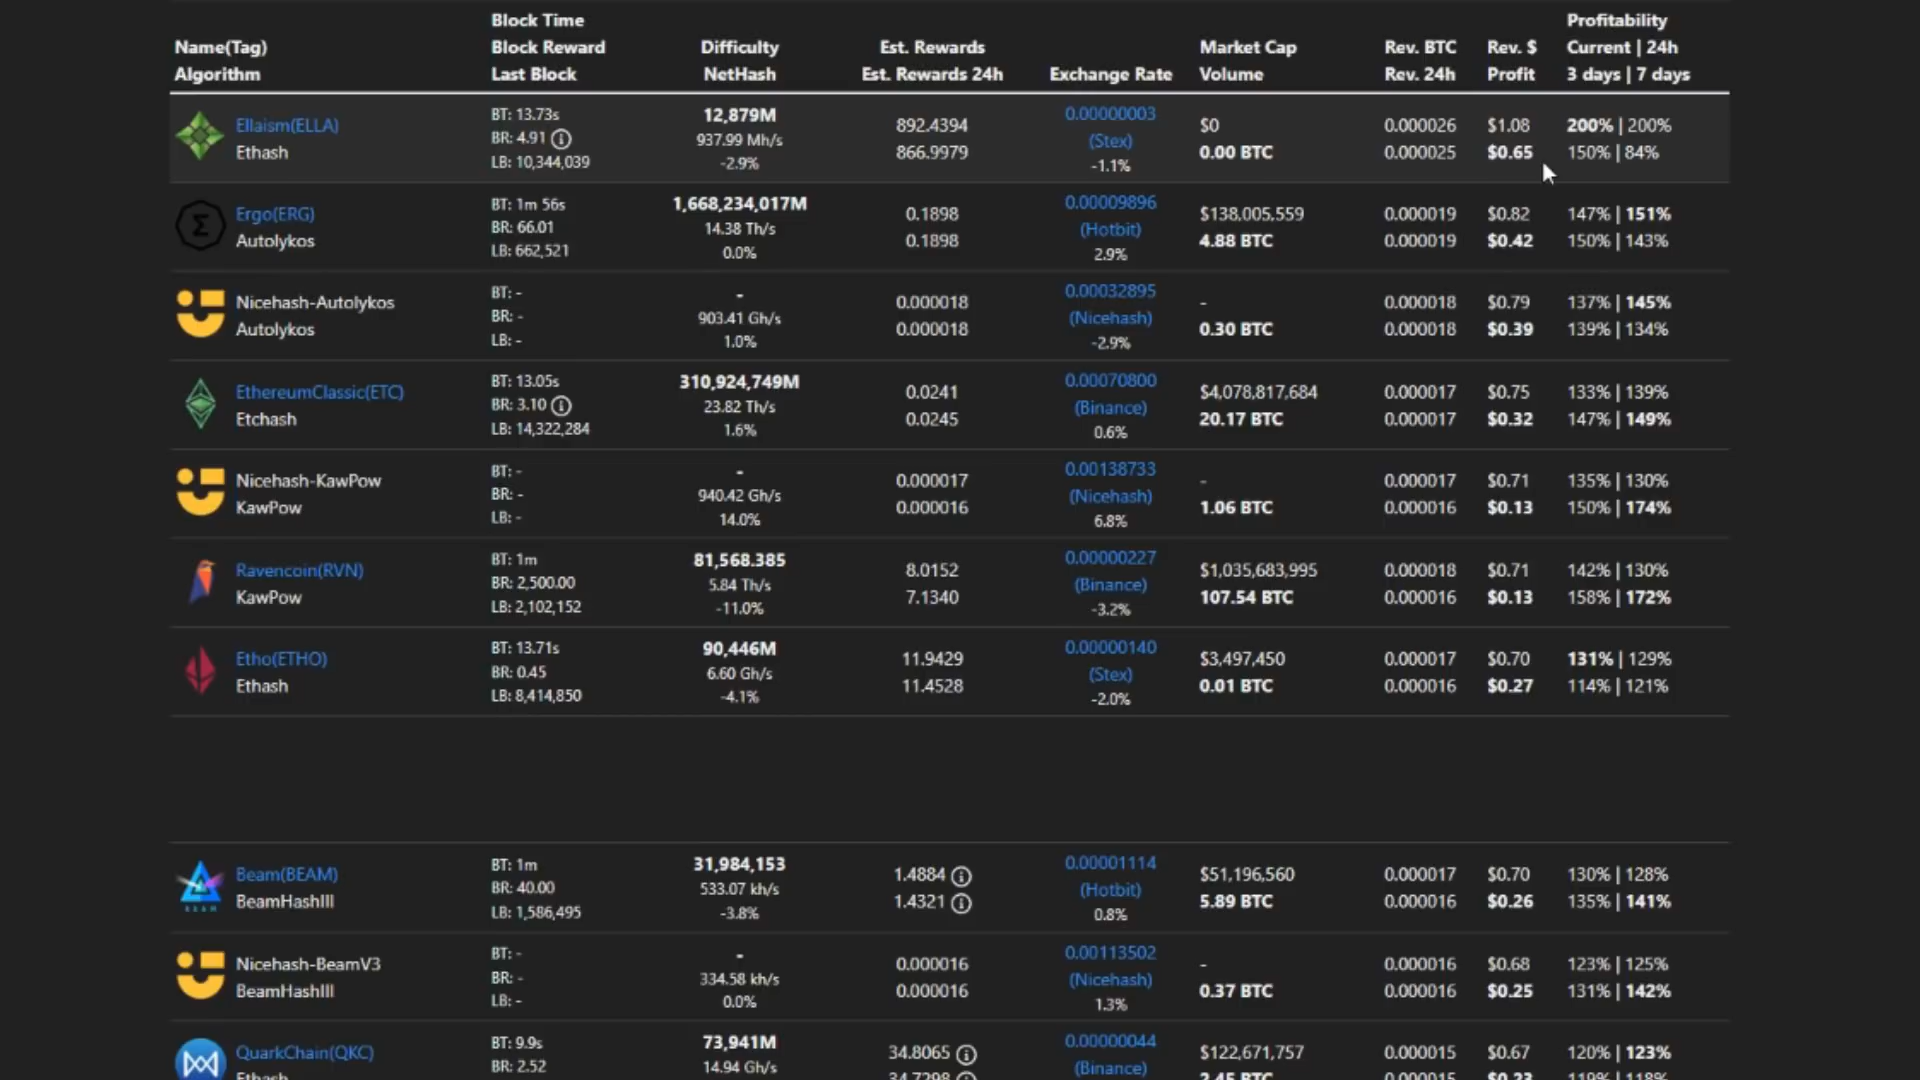 Name(Tag)
Algorithm
Block Time
Block Reward
Last Block
Difficulty
NetHash
Est. Rewards
Est. Rewards 24h
Exchange Rate
Market Cap
Volume
Rev. BTC
Rev. 24h
Rev. $
Profit
Profitability
Current | 24h
3 days | 7 days
Ellaism(ELLA)
Ethash
BT: 13.73s
BR: 4.91
LB: 10,344,039
12,879M
937.99 Mh/s
-2.9%
892.4394
866.9979
0.00000003
(Stex)
-1.1%
$0
0.00 BTC
0.000026
0.000025
$1.08
$0.65
200% | 200%
150% | 84%
Ergo(ERG)
Autolykos
BT: 1m 56s
BR: 66.01
LB: 662,521
1,668,234,017M
14.38 Th/s
0.0%
0.1898
0.1898
0.00009896
(Hotbit)
2.9%
$138,005,559
4.88 BTC
0.000019
0.000019
$0.82
$0.42
147% | 151%
150% | 143%
Nicehash-Autolykos
Autolykos
BT: -
BR: -
LB: -
-
903.41 Gh/s
1.0%
0.000018
0.000018
0.00032895
(Nicehash)
-2.9%
-
0.30 BTC
0.000018
0.000018
$0.79
$0.39
137% | 145%
139% | 134%
EthereumClassic(ETC)
Etchash
BT: 13.05s
BR: 3.10
LB: 14,322,284
310,924,749M
23.82 Th/s
1.6%
0.0241
0.0245
0.00070800
(Binance)
0.6%
$4,078,817,684
20.17 BTC
0.000017
0.000017
$0.75
$0.32
133% | 139%
147% | 149%
Nicehash-KawPow
KawPow
BT: -
BR: -
LB: -
-
940.42 Gh/s
14.0%
0.000017
0.000016
0.00138733
(Nicehash)
6.8%
-
1.06 BTC
0.000017
0.000016
$0.71
$0.13
135% | 130%
150% | 174%
Ravencoin(RVN)
KawPow
BT: 1m
BR: 2,500.00
LB: 2,102,152
81,568.385
5.84 Th/s
-11.0%
8.0152
7.1340
0.00000227
(Binance)
-3.2%
$1,035,683,995
107.54 BTC
0.000018
0.000016
$0.71
$0.13
142% | 130%
158% | 172%
Etho(ETHO)
Ethash
BT: 13.71s
BR: 0.45
LB: 8,414,850
90,446M
6.60 Gh/s
-4.1%
11.9429
11.4528
0.00000140
(Stex)
-2.0%
$3,497,450
0.01 BTC
0.000017
0.000016
$0.70
$0.27
131% | 129%
114% | 121%
BEAM
Beam(BEAM)
BeamHashIII
BT: 1m
BR: 40.00
LB: 1,586,495
31,984,153
533.07 kh/s
-3.8%
1.4884
1.4321
0.00001114
(Hotbit)
0.8%
$51,196,560
5.89 BTC
0.000017
0.000016
$0.70
$0.26
130% | 128%
135% | 141%
Nicehash-BeamV3
BeamHashIII
BT: -
BR: -
LB: -
-
334.58 kh/s
0.0%
0.000016
0.000016
0.00113502
(Nicehash)
1.3%
-
0.37 BTC
0.000016
0.000016
$0.68
$0.25
123% | 125%
131% | 142%
QuarkChain(QKC)
Ethash
BT: 9.9s
BR: 2.52
73,941M
14.94 Gh/s
34.8065
34.7298
0.00000044
(Binance)
$122,671,757
2.45 BTC
0.000015
0.000015
$0.67
$0.23
120% | 123%
119% | 118%